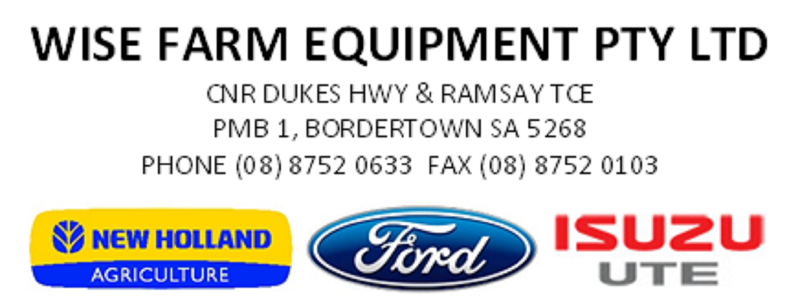 WISE FARM EQUIPMENT PTY LTD
CNR DUKES HWY & RAMSAY TCE
PMB 1, BORDERTOWN SA 5268
PHONE (08) 8752 0633 FAX (08) 8752 0103
NEW HOLLAND
AGRICULTURE
Ford
ISUZU
UTE